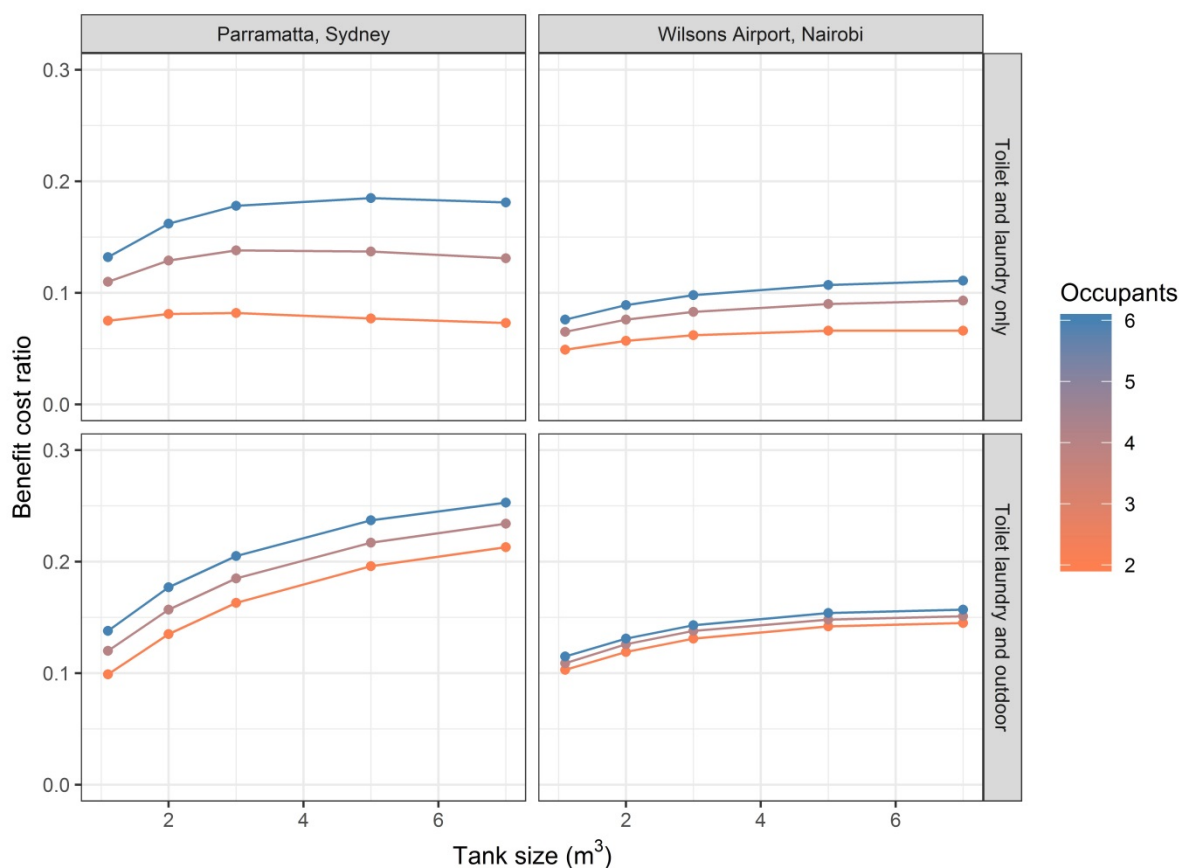 Parramatta, Sydney
Wilsons Airport, Nairobi
0.3
0.2
0.1
0.0
Toilet and laundry only
0.3
0.2
0.1
0.0
Toilet laundry and outdoor
Benefit cost ratio
2
4
6
2
4
6
Tank size (m³)
Occupants
6
5
4
3
2